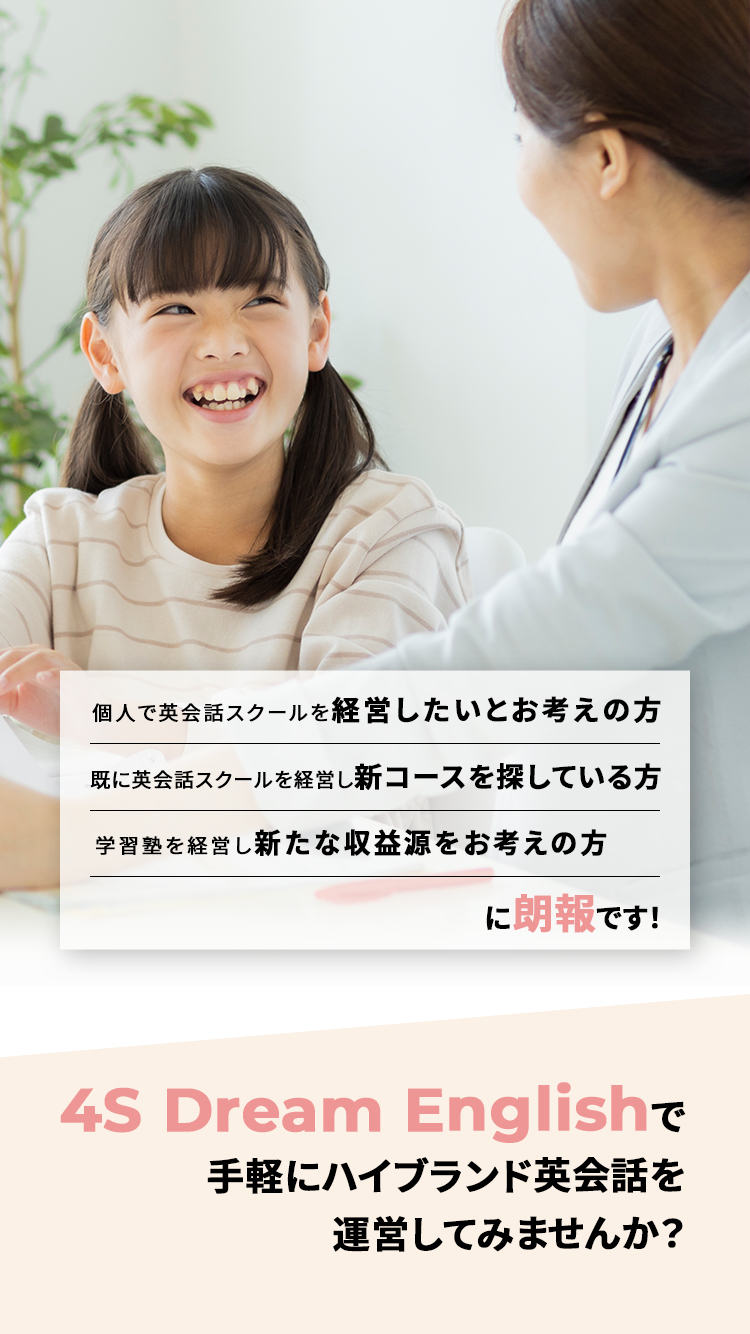 個人で英会話スクールを経営したいとお考えの方
既に英会話スクールを経営し新コースを探している方
学習塾を経営し新たな収益源をお考えの方
に朗報です!
4S Dream Englishで
手軽にハイブランド英会話を
運営してみませんか?